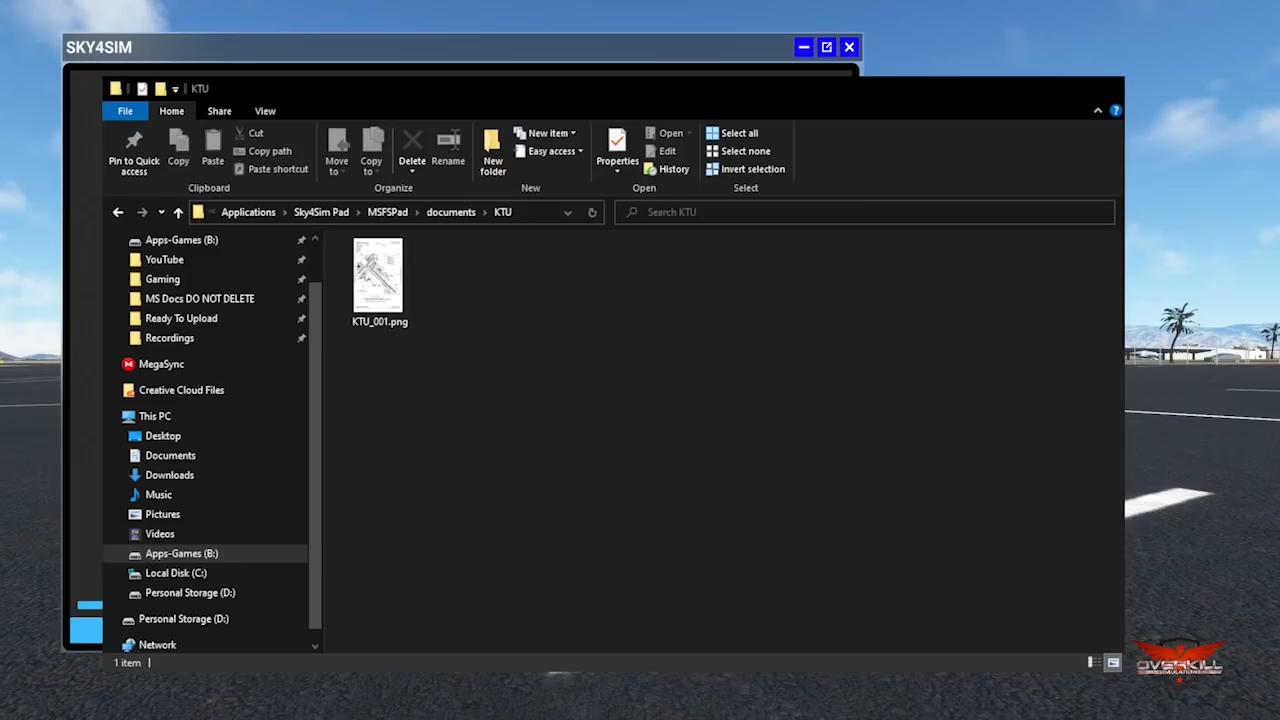 SKY4SIM
KTU
File Home Share View
Pin to Quick access
Copy
Paste
Cut
Copy path
Paste shortcut
Clipboard
Move to
Copy to
Delete
Rename
Organize
New folder
New item
Easy access
New
Properties
Open
Edit
History
Open
Select all
Select none
Invert selection
Select
Applications > Sky4Sim Pad > MSFSPad > documents > KTU
Search KTU
Apps-Games (B:)
YouTube
Gaming
MS Docs DO NOT DELETE
Ready To Upload
Recordings
MegaSync
Creative Cloud Files
This PC
Desktop
Documents
Downloads
Music
Pictures
Videos
Apps-Games (B:)
Local Disk (C:)
Personal Storage (D:)
Personal Storage (D:)
Network
KTU_001.png
1 item
OVERKILL
SIMULATIONS